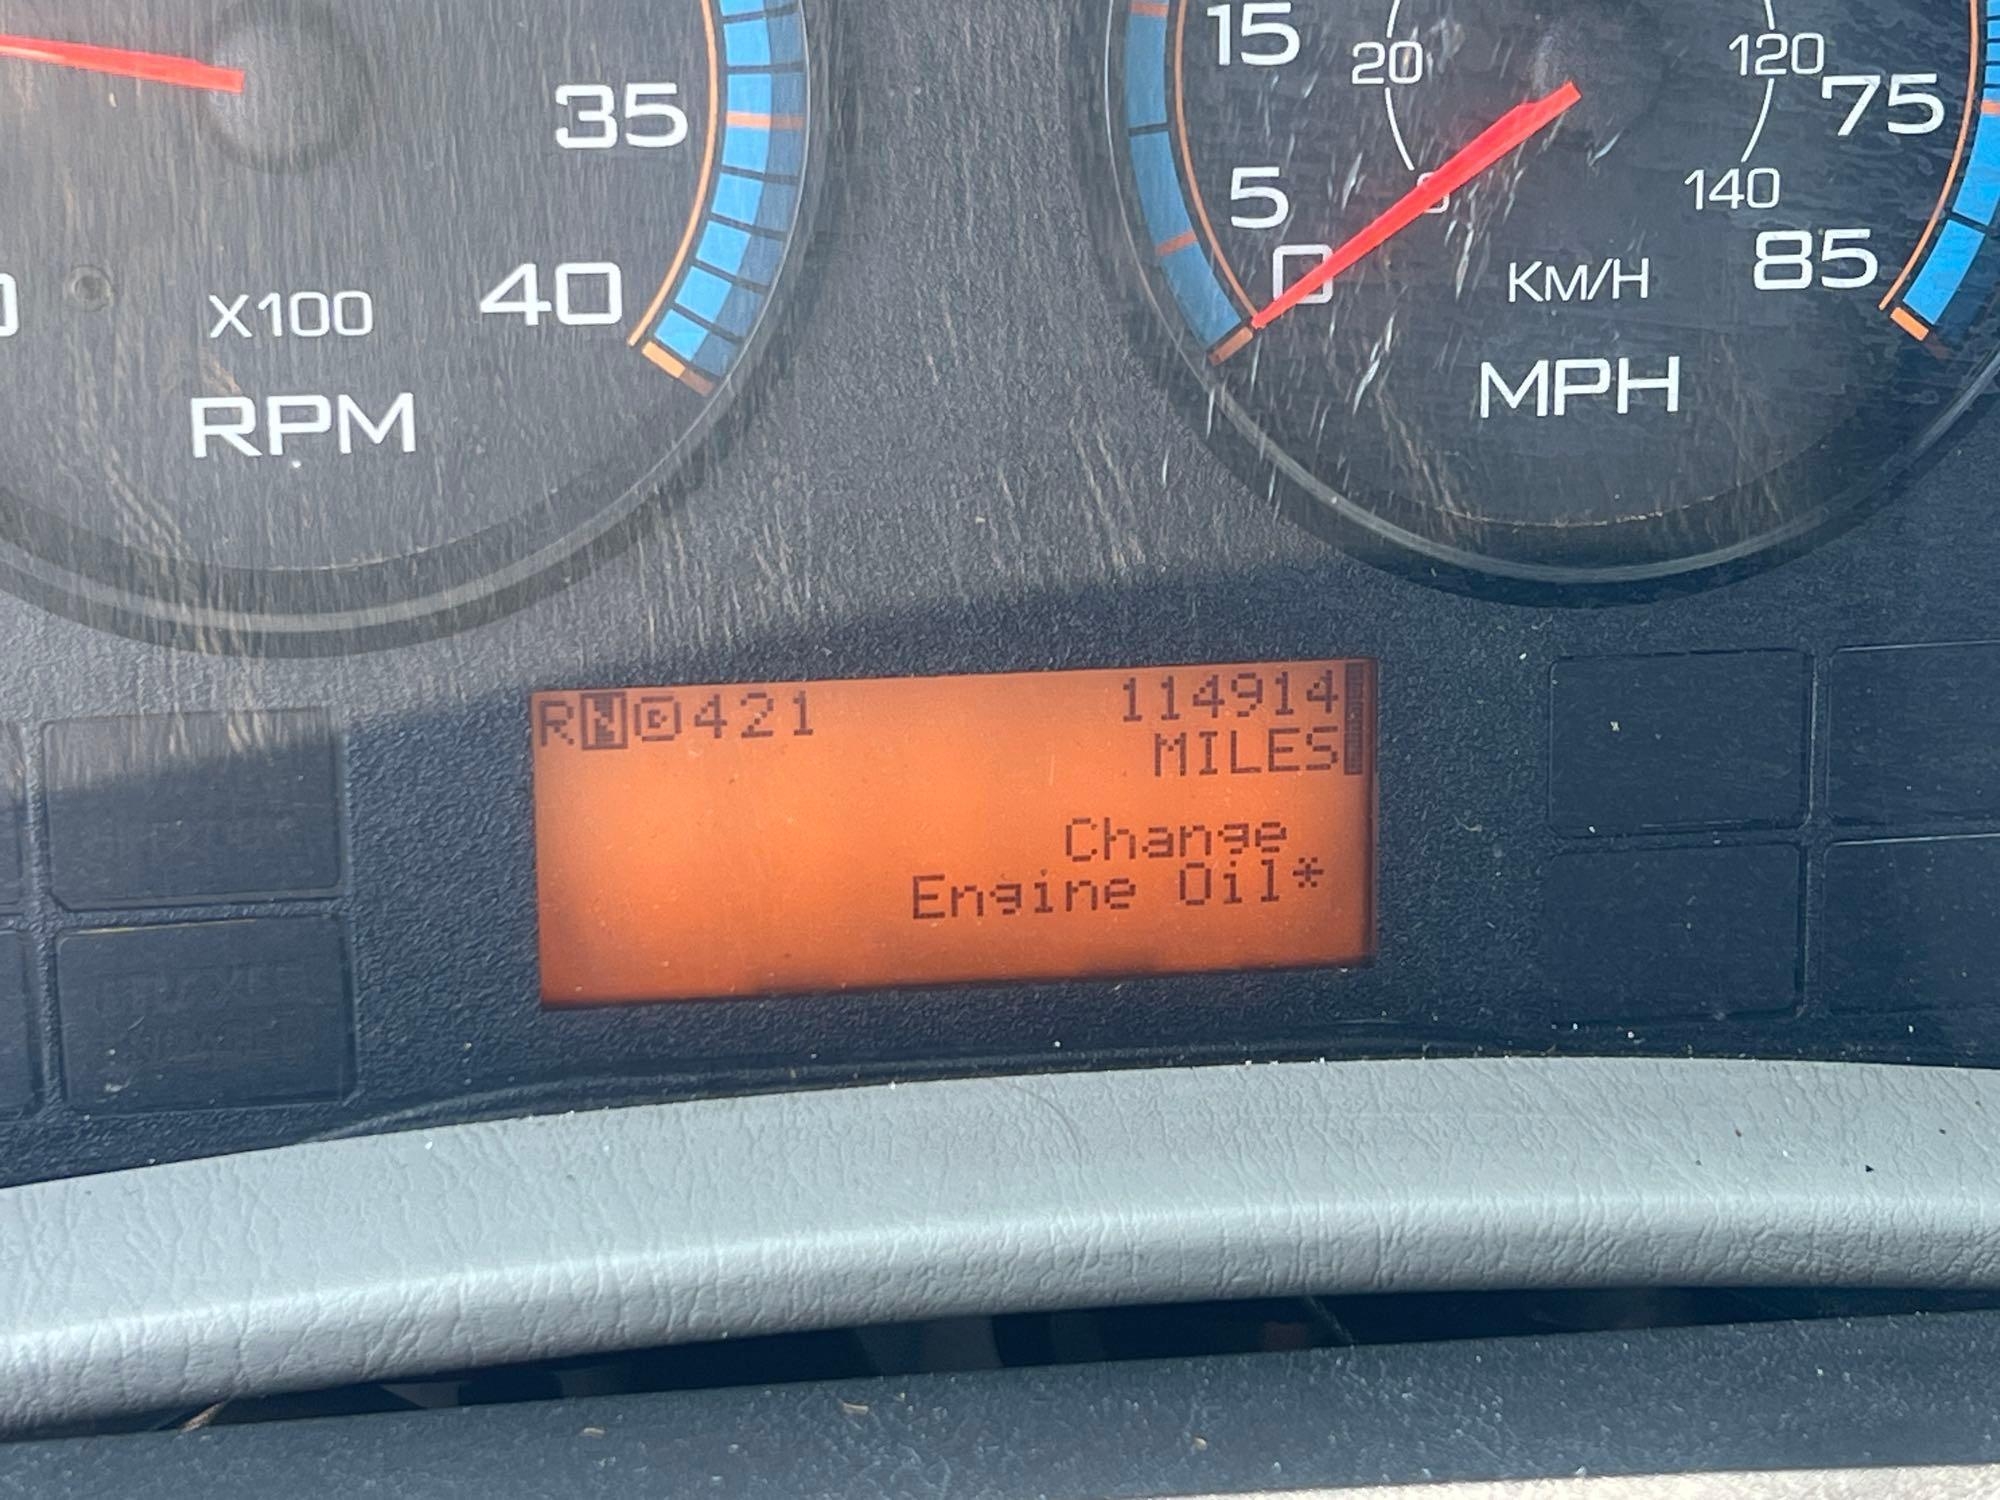 35
40
X100
RPM
15
20
120
75
5
140
0
KM/H
85
MPH
RN D421
114914
MILES
Change
Engine Oil*